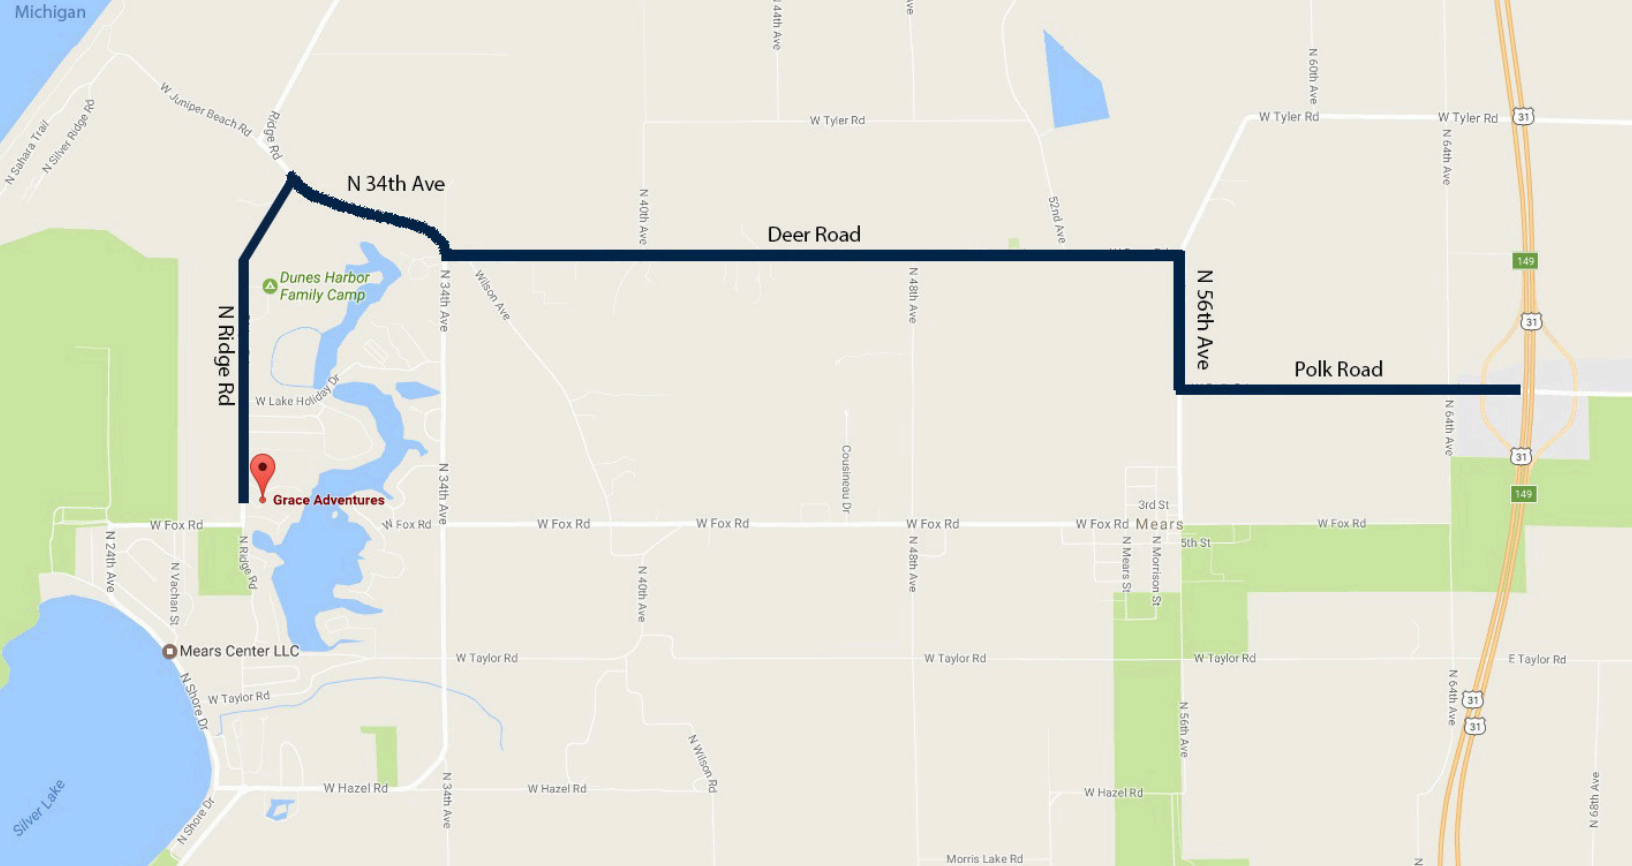 Michigan
N 44th Ave
N 60th Ave
W Juniper Beach Rd
Ridge Rd
N Sahara Trail
N Silver Ridge Rd
W Tyler Rd
W Tyler Rd
W Tyler Rd
31
N 64th Ave
N 34th Ave
N 40th Ave
52nd Ave
Deer Road
149
Dunes Harbor
Family Camp
N 34th Ave
Wilson Ave
N 48th Ave
N 56th Ave
31
N Ridge Rd
Polk Road
W Lake Holiday Dr
N 64th Ave
Cousineau Dr
31
Grace Adventures
N 34th Ave
149
3rd St
W Fox Rd
W Fox Rd
W Fox Rd
W Fox Rd
W Fox Rd
W Fox Rd
Mears
W Fox Rd
5th St
N 24th Ave
N Vachan St
N Ridge Rd
N 40th Ave
N 48th Ave
N Mears St
N Morrison St
Mears Center LLC
W Taylor Rd
W Taylor Rd
W Taylor Rd
E Taylor Rd
N Shore Dr
W Taylor Rd
N 64th Ave
31
31
N 56th Ave
N Wilson Rd
Silver Lake
W Hazel Rd
N 34th Ave
W Hazel Rd
W Hazel Rd
N 68th Ave
N Shore Dr
Morris Lake Rd